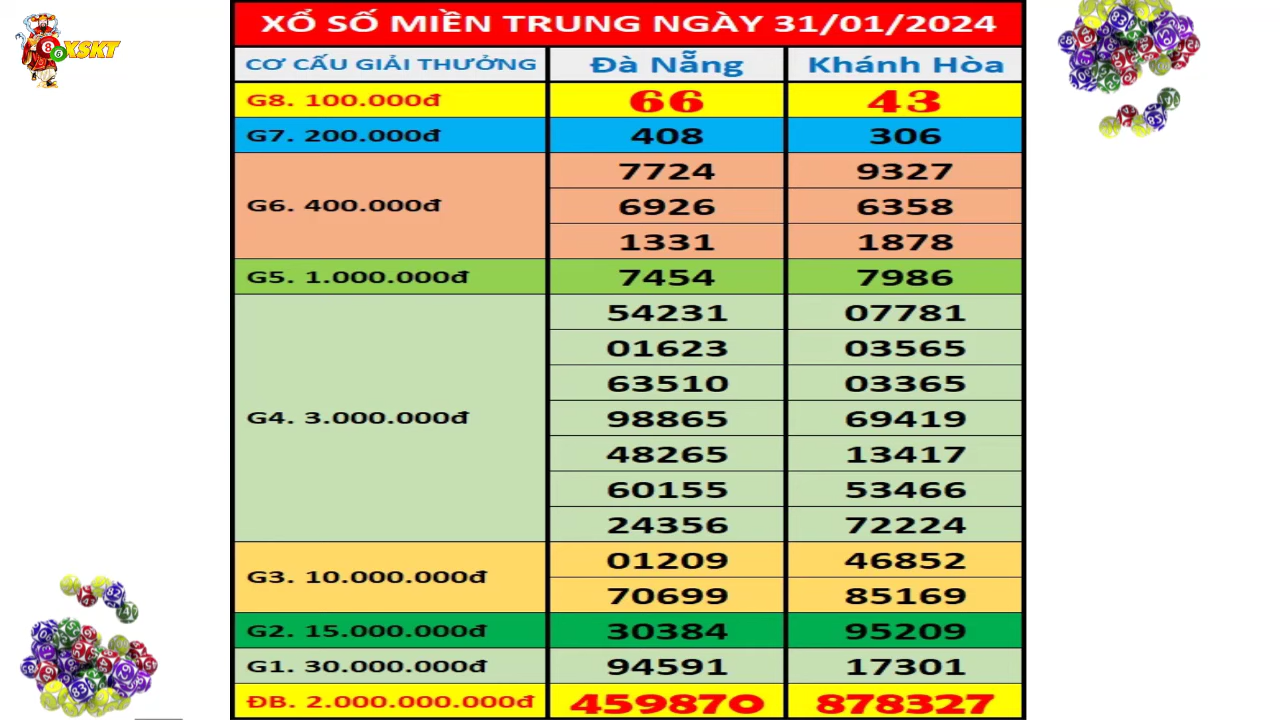 XSKT
XỔ SỐ MIỀN TRUNG NGÀY 31/01/2024
CƠ CẤU GIẢI THƯỞNG Đà Nẵng Khánh Hòa
G8. 100.000đ 66 43
G7. 200.000đ 408 306
7724 9327
G6. 400.000đ 6926 6358
1331 1878
G5. 1.000.000đ 7454 7986
54231 07781
01623 03565
63510 03365
G4. 3.000.000đ 98865 69419
48265 13417
60155 53466
24356 72224
G3. 10.000.000đ 01209 46852
70699 85169
G2. 15.000.000đ 30384 95209
G1. 30.000.000đ 94591 17301
ĐB. 2.000.000.000đ 459870 878327